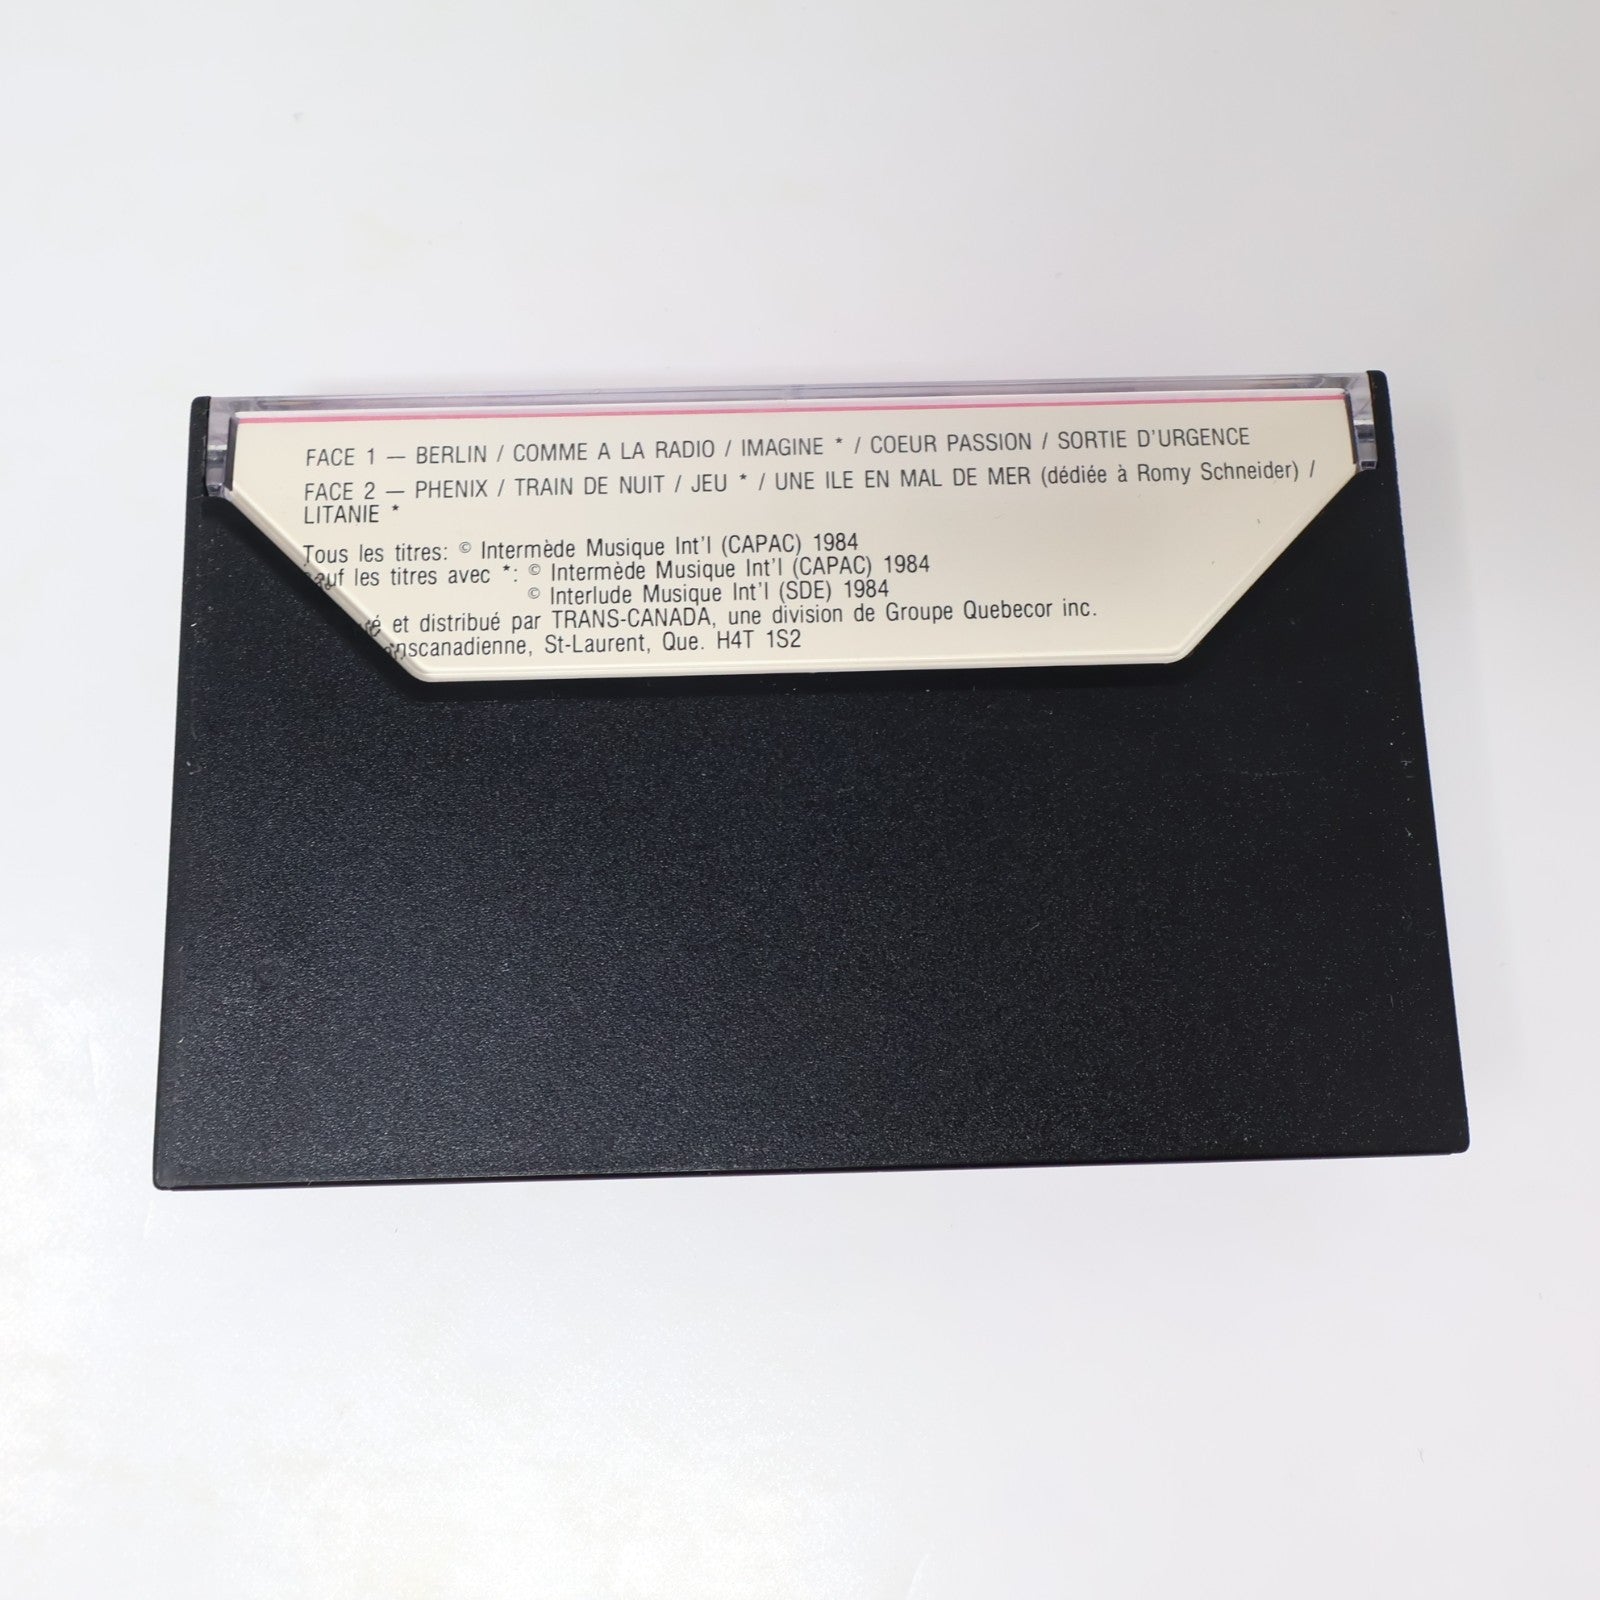 FACE 1 — BERLIN / COMME A LA RADIO / IMAGINE * / COEUR PASSION / SORTIE D'URGENCE
FACE 2 — PHENIX / TRAIN DE NUIT / JEU * / UNE ILE EN MAL DE MER (dédiée à Romy Schneider) /
LITANIE *
Tous les titres: © Intermède Musique Int'l (CAPAC) 1984
sauf les titres avec *: © Intermède Musique Int'l (CAPAC) 1984
© Interlude Musique Int'l (SDE) 1984
et distribué par TRANS-CANADA, une division de Groupe Quebecor inc.
St-Laurent, Que. H4T 1S2